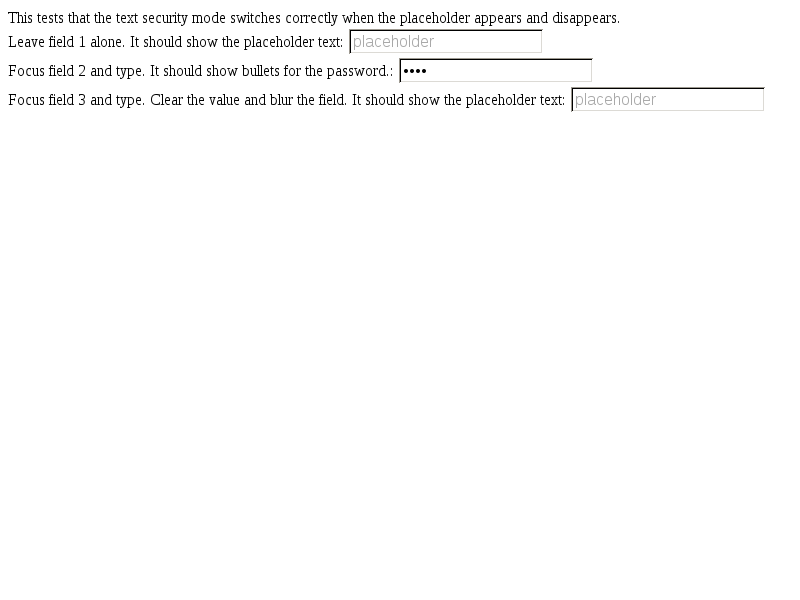 This tests that the text security mode switches correctly when the placeholder appears and disappears.
Leave field 1 alone. It should show the placeholder text: placeholder
Focus field 2 and type. It should show bullets for the password.: ••••
Focus field 3 and type. Clear the value and blur the field. It should show the placeholder text: placeholder